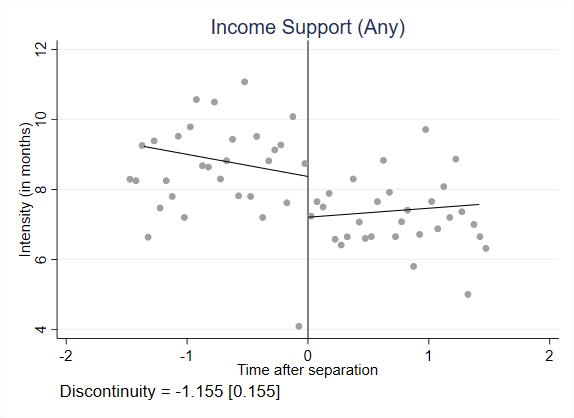 Income Support (Any)
12
10
8
6
4
Intensity (in months)
-2 -1 0 1 2
Time after separation
Discontinuity = -1.155 [0.155]